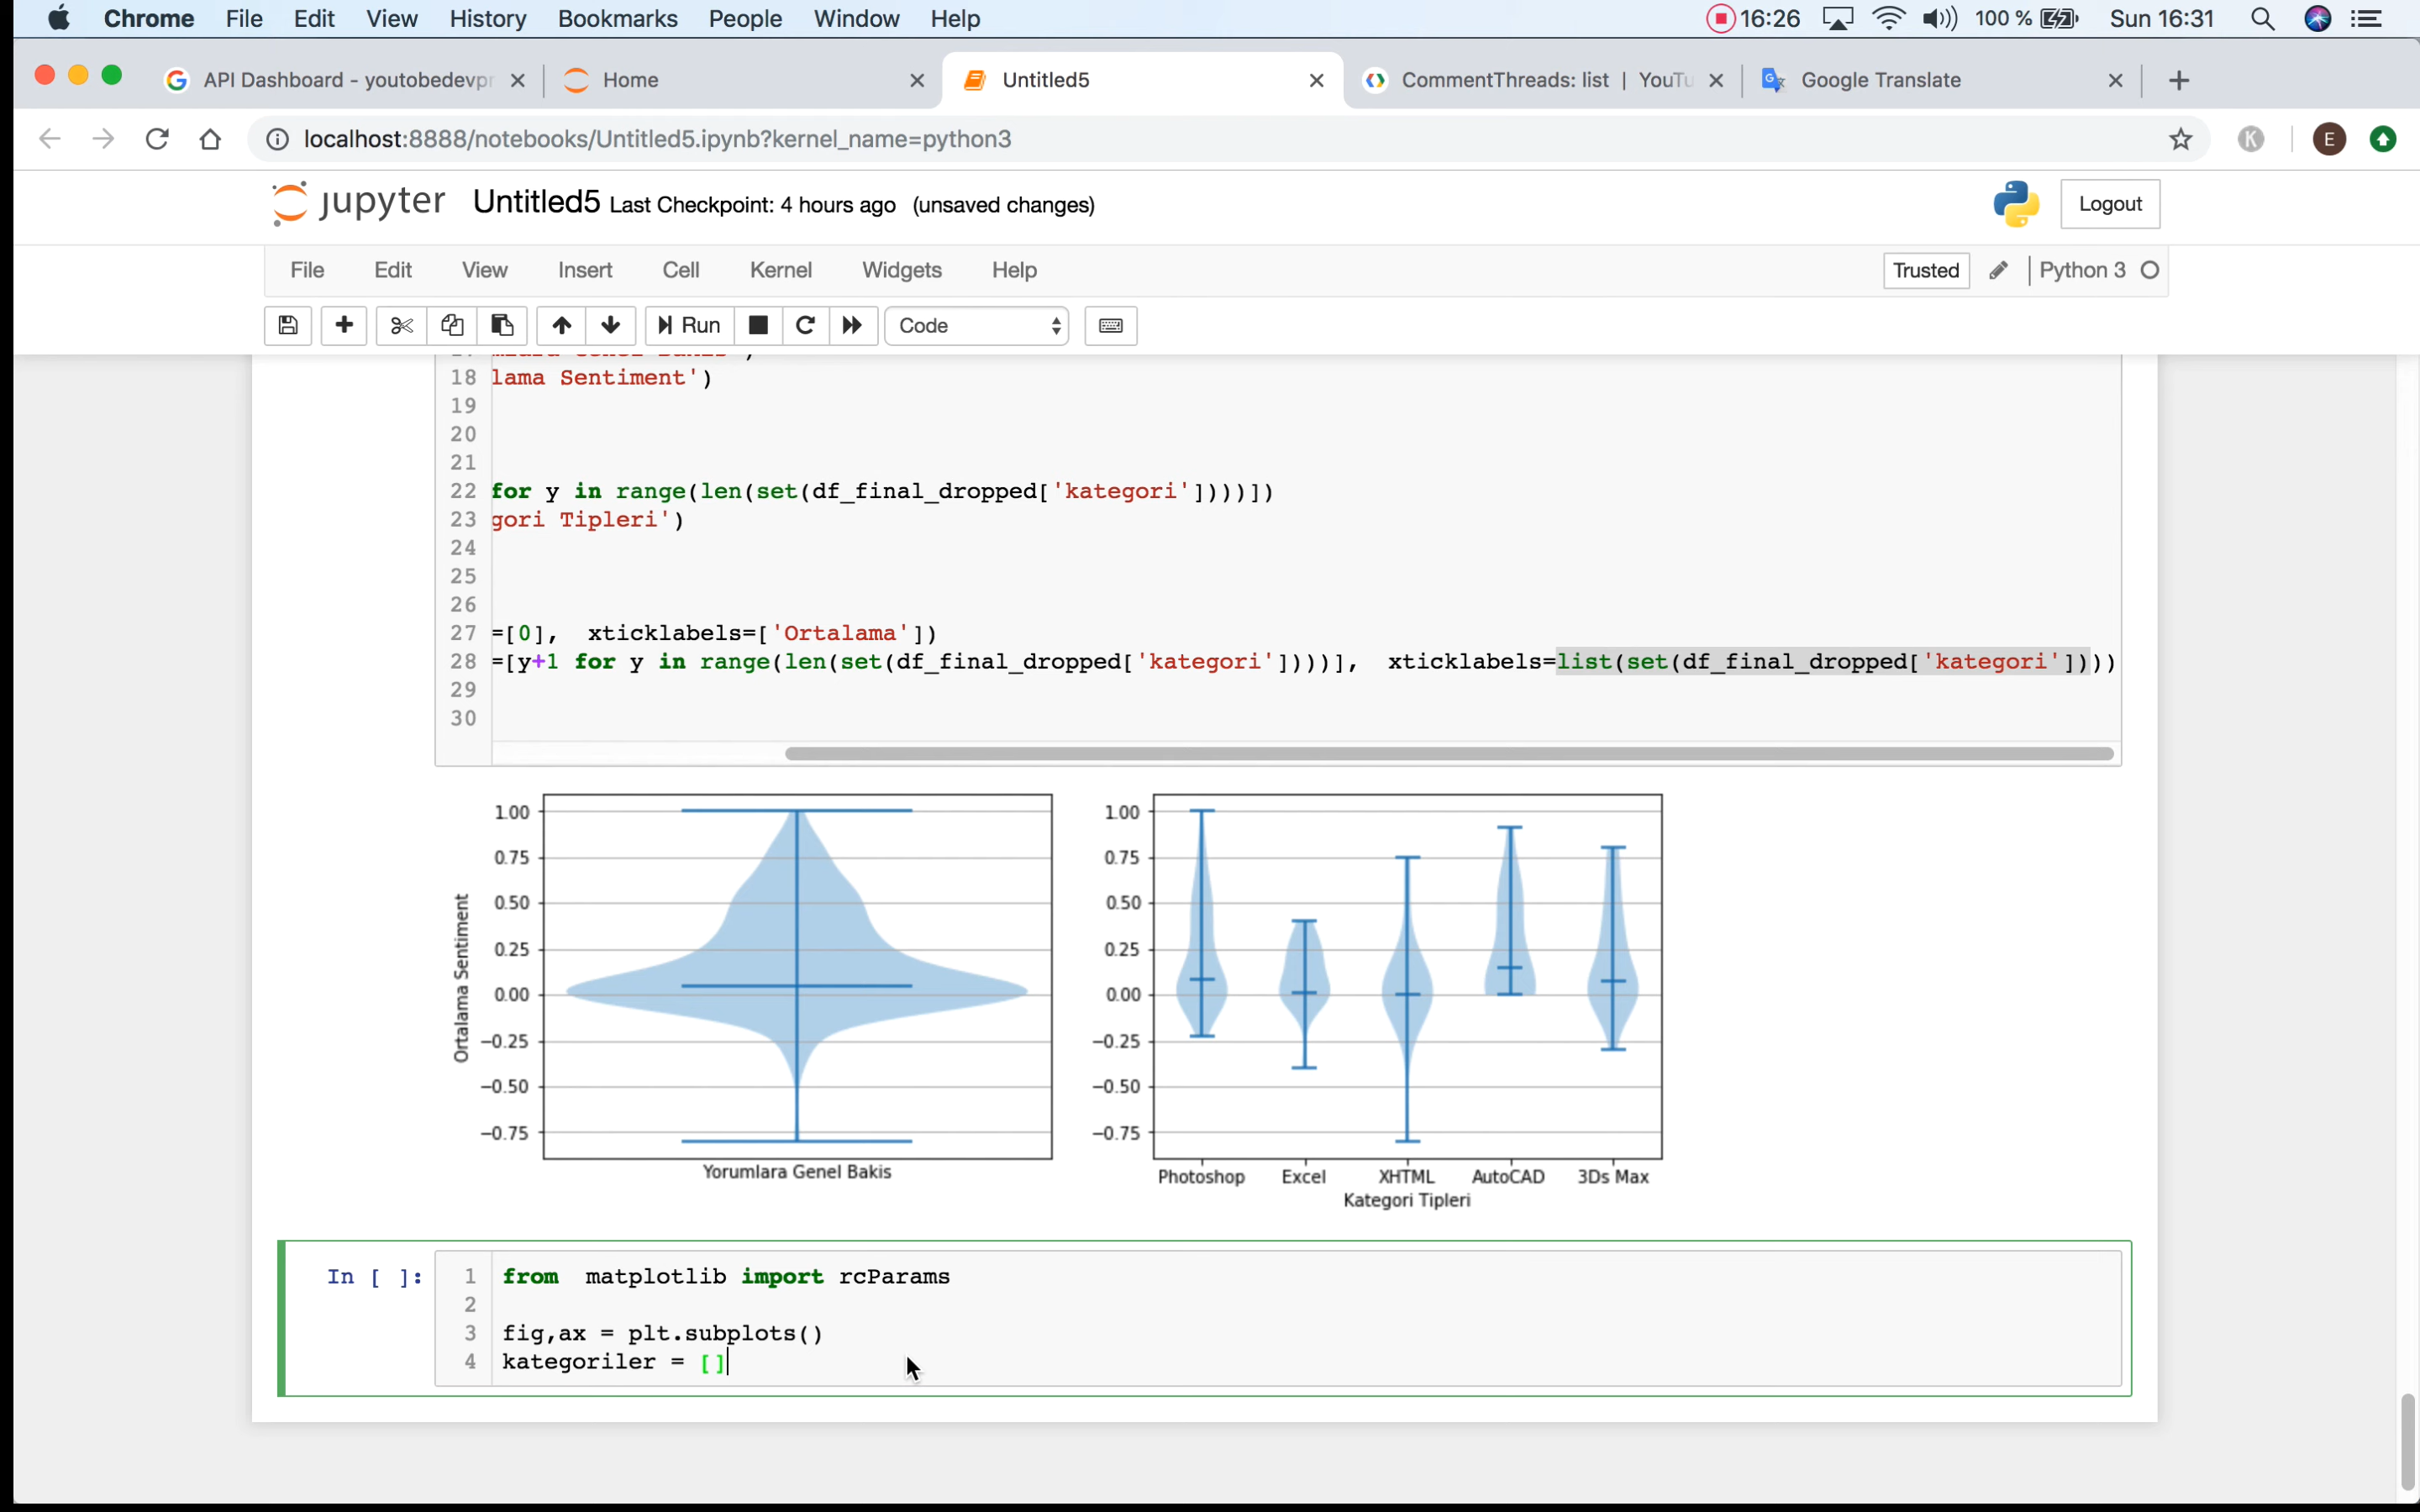 Chrome File Edit View History Bookmarks People Window Help 16:26 100 % Sun 16:31
API Dashboard - youtobedevpr Home Untitled5 CommentThreads: list | YouTu Google Translate
localhost:8888/notebooks/Untitled5.ipynb?kernel_name=python3 K E
jupyter Untitled5 Last Checkpoint: 4 hours ago (unsaved changes) Logout
File Edit View Insert Cell Kernel Widgets Help Trusted Python 3
Run Code
18 lama Sentiment')
19
20
21
22 for y in range(len(set(df_final_dropped['kategori'])))])
23 gori Tipleri')
24
25
26
27 =[0], xticklabels=['Ortalama'])
28 =[y+1 for y in range(len(set(df_final_dropped['kategori'])))], xticklabels=list(set(df_final_dropped['kategori'])))
29
30
Ortalama Sentiment
1.00
0.75
0.50
0.25
0.00
−0.25
−0.50
−0.75
Yorumlara Genel Bakis
1.00
0.75
0.50
0.25
0.00
−0.25
−0.50
−0.75
Photoshop Excel XHTML AutoCAD 3Ds Max
Kategori Tipleri
In [ ]: 1 from matplotlib import rcParams
2
3 fig,ax = plt.subplots()
4 kategoriler = []